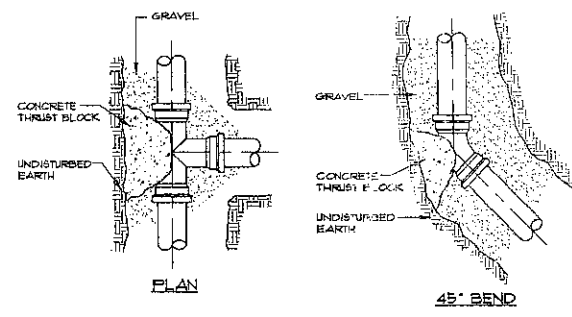 GRAVEL
CONCRETE
THRUST BLOCK
UNDISTURBED
EARTH
PLAN
GRAVEL
CONCRETE
THRUST BLOCK
UNDISTURBED
EARTH
45° BEND